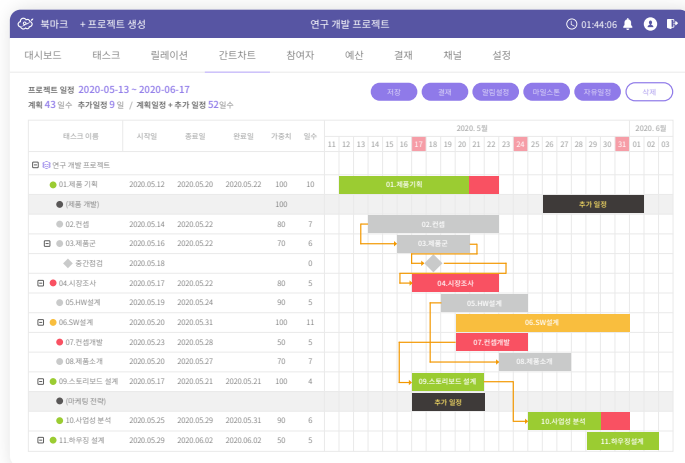 북마크 +프로젝트 생성 연구 개발 프로젝트 01:44:06
대시보드 태스크 릴레이션 간트차트 참여자 예산 결재 채널 설정
프로젝트 일정 2020-05-13 ~ 2020-06-17
계획 43 일수 추가일정 9 일 / 계획일정 + 추가 일정 52일수
저장 결재 알림설정 마일스톤 자유일정 삭제
태스크 이름 시작일 종료일 완료일 가중치 일수 2020. 5월 2020. 6월
11 12 13 14 15 16 17 18 19 20 21 22 23 24 25 26 27 28 29 30 31 01 02 03
연구 개발 프로젝트
01.제품 기획 2020.05.12 2020.05.20 2020.05.22 100 10 01.제품기획
(제품 개발) 100 추가 일정
02.컨셉 2020.05.14 2020.05.22 80 7 02.컨셉
03.제품군 2020.05.16 2020.05.22 70 6 03.제품군
중간점검 2020.05.18 0
04.시장조사 2020.05.17 2020.05.22 80 5 04.시장조사
05.HW설계 2020.05.19 2020.05.24 90 5 05.HW설계
06.SW설계 2020.05.20 2020.05.31 100 11 06.SW설계
07.컨셉개발 2020.05.23 2020.05.28 50 5 07.컨셉개발
08.제품소개 2020.05.20 2020.05.27 70 7 08.제품소개
09.스토리보드 설계 2020.05.17 2020.05.21 2020.05.21 100 4 09.스토리보드 설계
(마케팅 전략) 추가 일정
10.사업성 분석 2020.05.25 2020.05.29 2020.05.31 90 6 10.사업성 분석
11.하우징 설계 2020.05.29 2020.06.02 2020.06.02 50 5 11.하우징설계